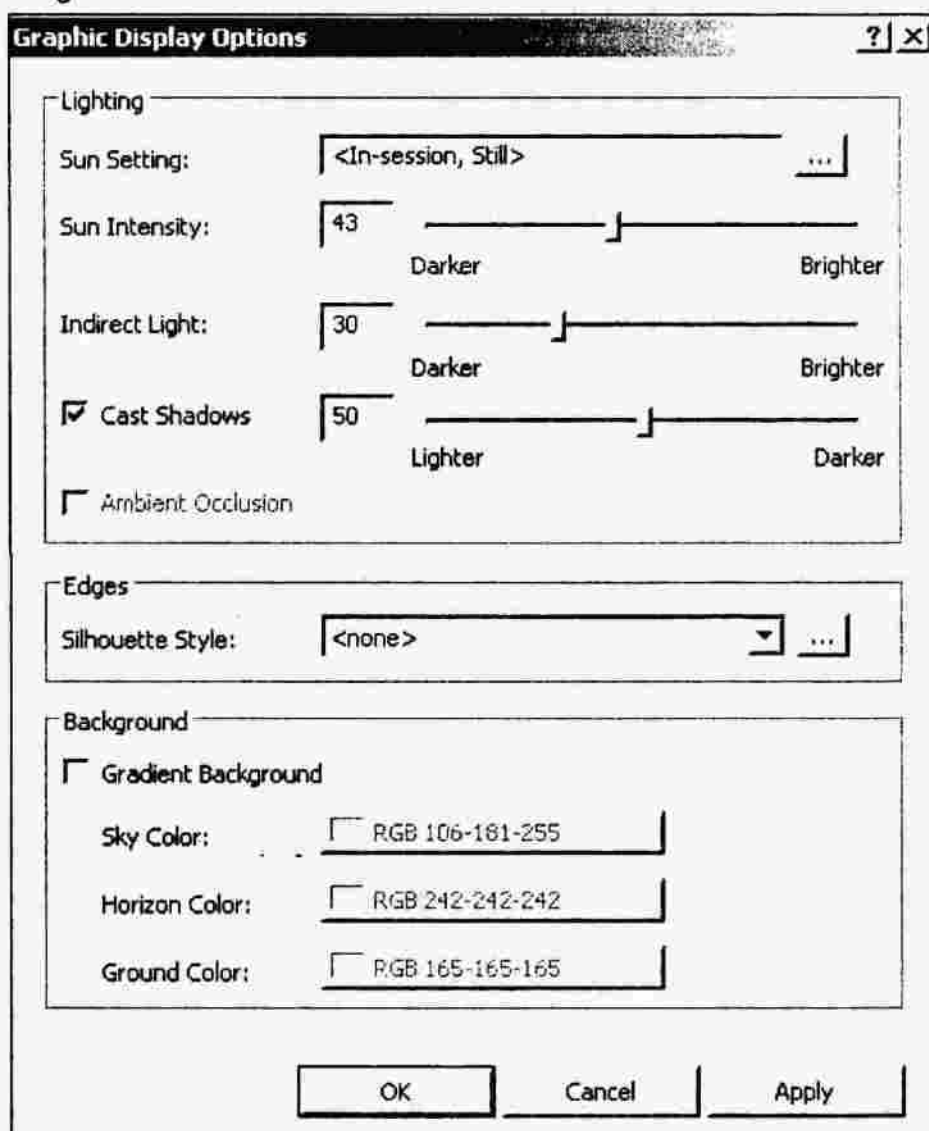 Graphic Display Options
Lighting
Sun Setting: <In-session, Still> ...
Sun Intensity: 43
Darker Brighter
Indirect Light: 30
Darker Brighter
Cast Shadows 50
Lighter Darker
Ambient Occlusion
Edges
Silhouette Style: <none> ...
Background
Gradient Background
Sky Color: RGB 106-181-255
Horizon Color: RGB 242-242-242
Ground Color: RGB 165-165-165
OK Cancel Apply